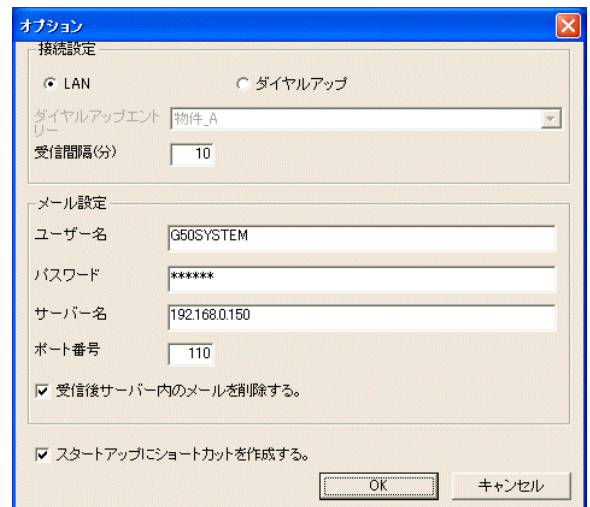 オプション
接続設定
LAN
ダイヤルアップ
ダイヤルアップエント
リー
物件_A
受信間隔(分)
10
メール設定
ユーザー名
G50SYSTEM
パスワード
******
サーバー名
192.168.0.150
ポート番号
110
受信後サーバー内のメールを削除する。
スタートアップにショートカットを作成する。
OK
キャンセル